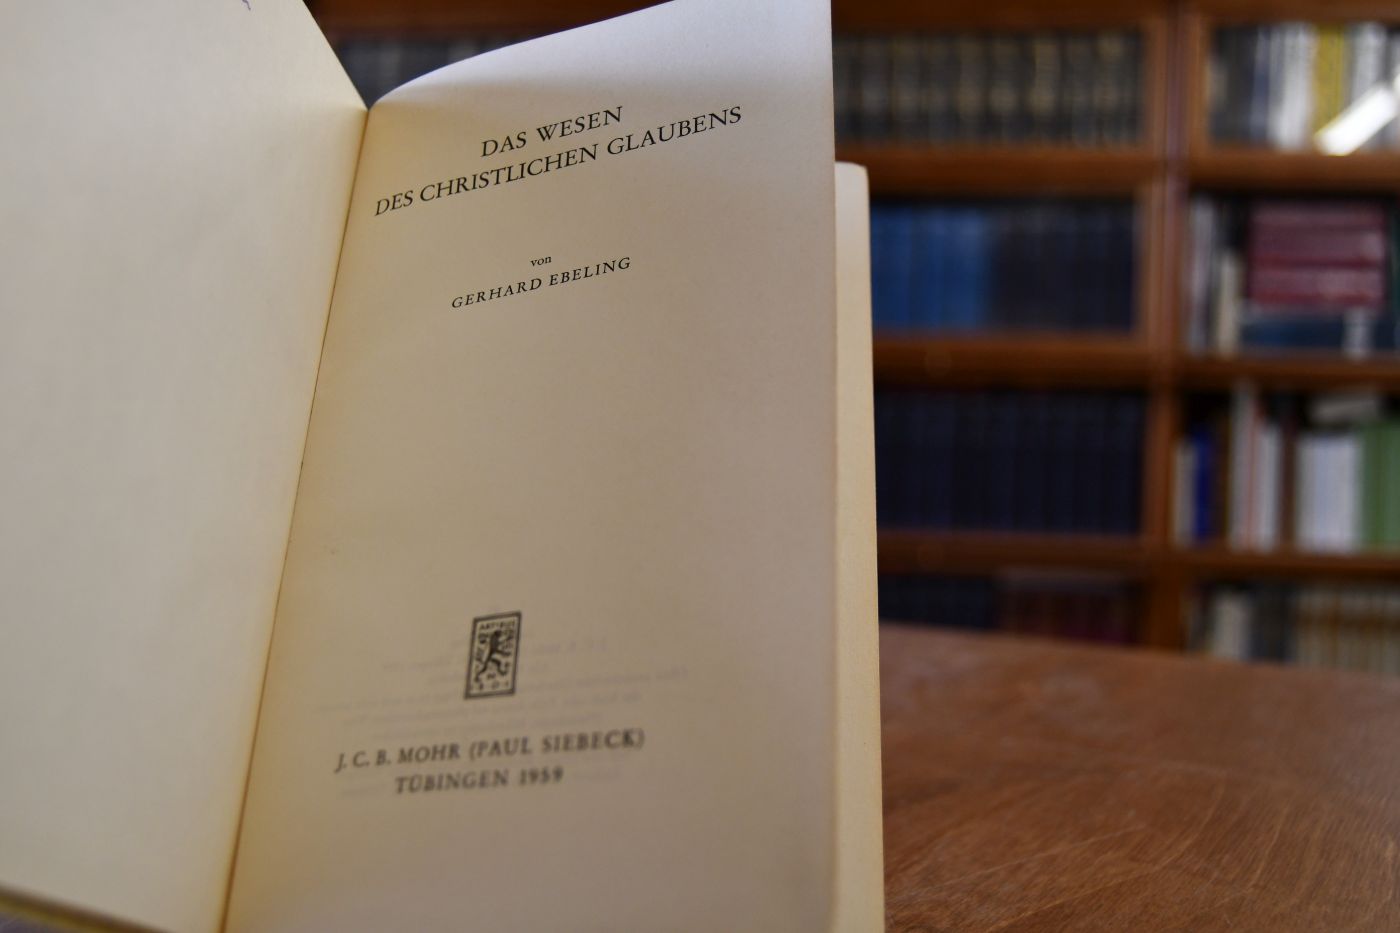 DAS WESEN
DES CHRISTLICHEN GLAUBENS
von
GERHARD EBELING
J. C. B. MOHR (PAUL SIEBECK)
TÜBINGEN 1959